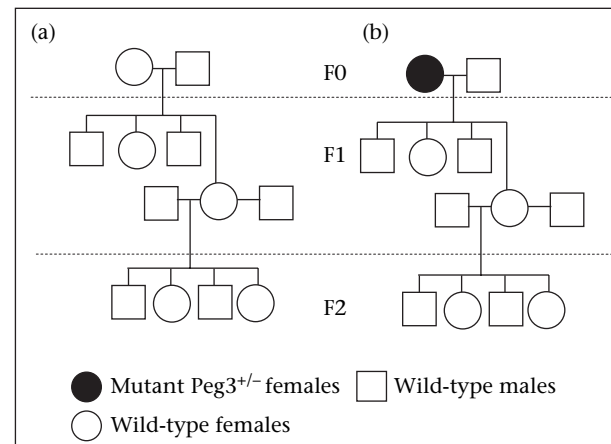 (a) (b)
F0
F1
F2
Mutant Peg3+/– females Wild-type males
Wild-type females